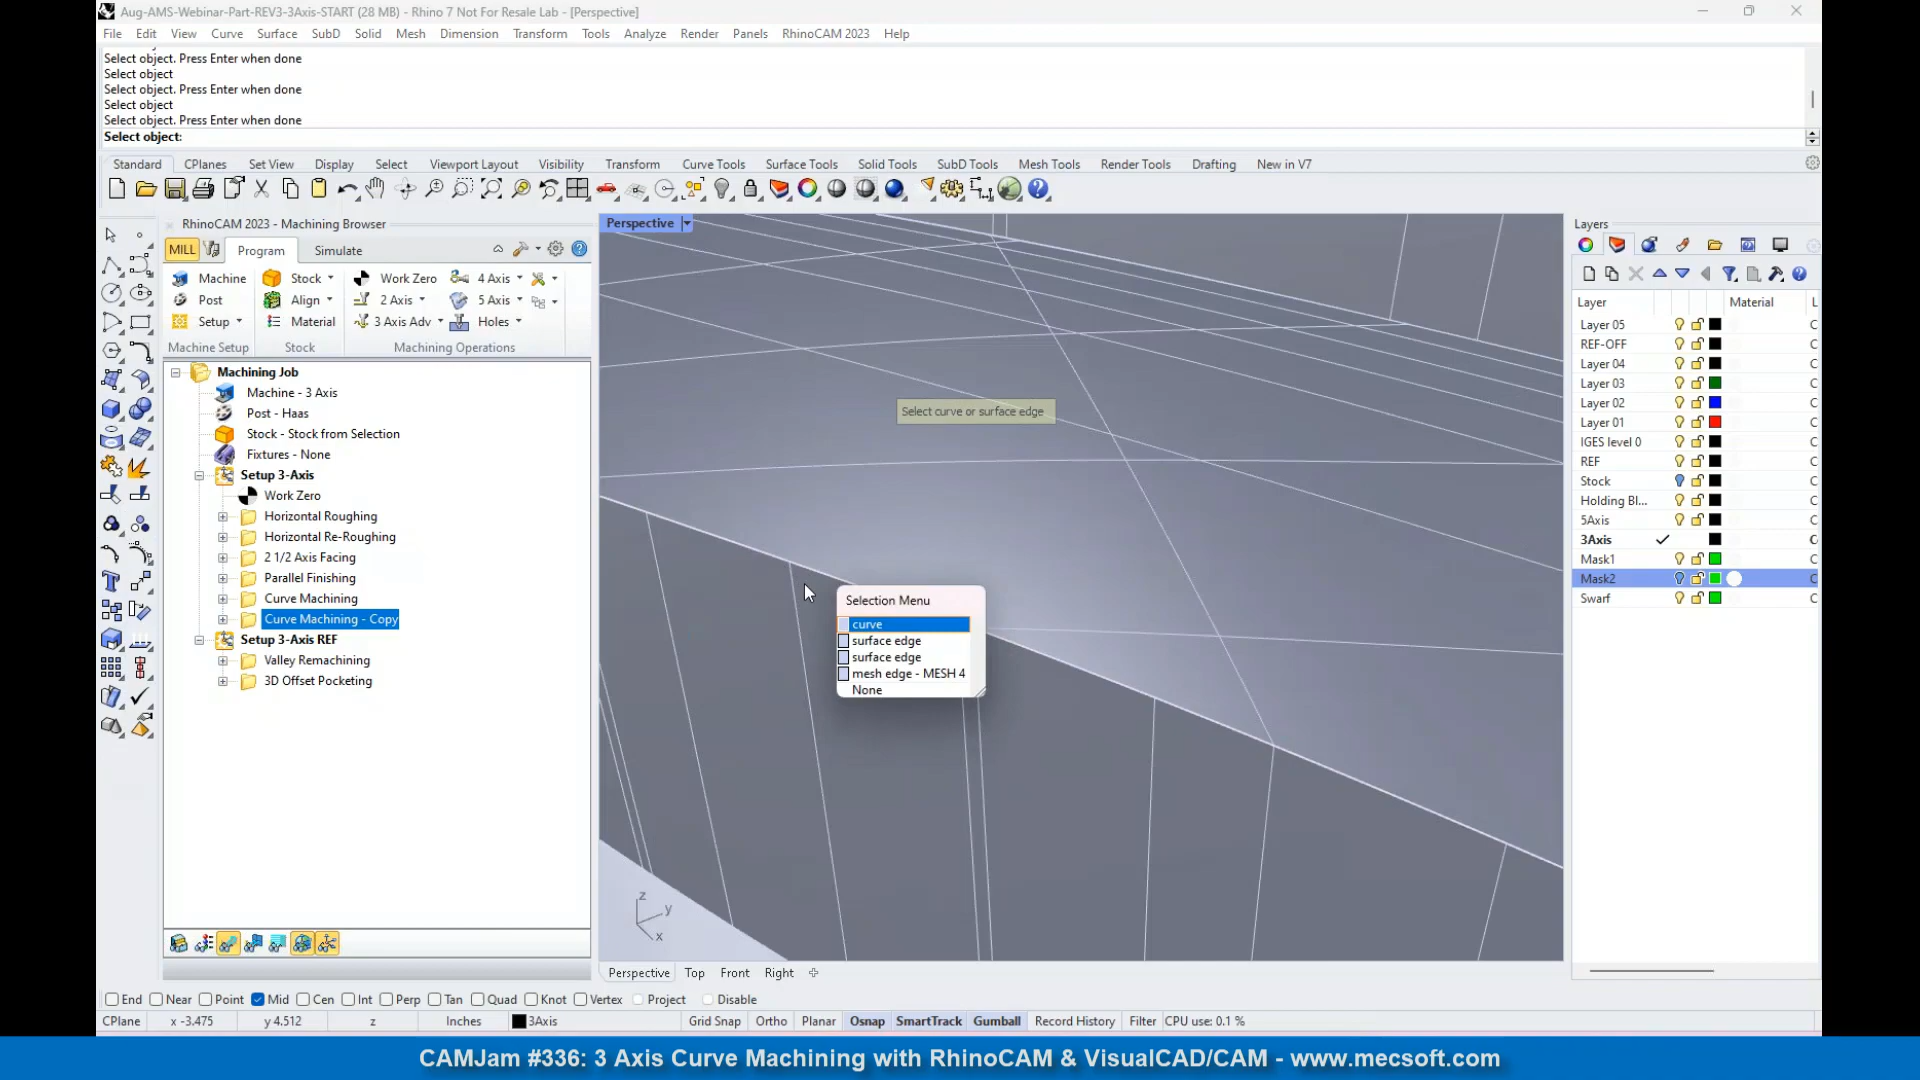 Aug-AMS-Webinar-Part-REV3-3Axis-START (28 MB) - Rhino 7 Not For Resale Lab - [Perspective]
File Edit View Curve Surface SubD Solid Mesh Dimension Transform Tools Analyze Render Panels RhinoCAM 2023 Help
Select object. Press Enter when done
Select object
Select object. Press Enter when done
Select object
Select object. Press Enter when done
Select object:
Standard CPlanes Set View Display Select Viewport Layout Visibility Transform Curve Tools Surface Tools Solid Tools SubD Tools Mesh Tools Render Tools Drafting New in V7
RhinoCAM 2023 - Machining Browser
MILL Program Simulate
Machine Stock Work Zero 4 Axis
Post Align 2 Axis 5 Axis
Setup Material 3 Axis Adv Holes
Machine Setup Stock Machining Operations
Machining Job
Machine - 3 Axis
Post - Haas
Stock - Stock from Selection
Fixtures - None
Setup 3-Axis
Work Zero
Horizontal Roughing
Horizontal Re-Roughing
2 1/2 Axis Facing
Parallel Finishing
Curve Machining
Curve Machining - Copy
Setup 3-Axis REF
Valley Remachining
3D Offset Pocketing
Perspective
Select curve or surface edge
Selection Menu
curve
surface edge
surface edge
mesh edge - MESH 4
None
z
y
x
Layers
Layer Material L
Layer 05 C
REF-OFF C
Layer 04 C
Layer 03 C
Layer 02 C
Layer 01 C
IGES level 0 C
REF C
Stock C
Holding Bl... C
5Axis C
3Axis C
Mask1 C
Mask2 C
Swarf C
Perspective Top Front Right
End Near Point Mid Cen Int Perp Tan Quad Knot Vertex Project Disable
CPlane x -3.475 y 4.512 z Inches 3Axis Grid Snap Ortho Planar Osnap SmartTrack Gumball Record History Filter CPU use: 0.1 %
CAMJam #336: 3 Axis Curve Machining with RhinoCAM & VisualCAD/CAM - www.mecsoft.com